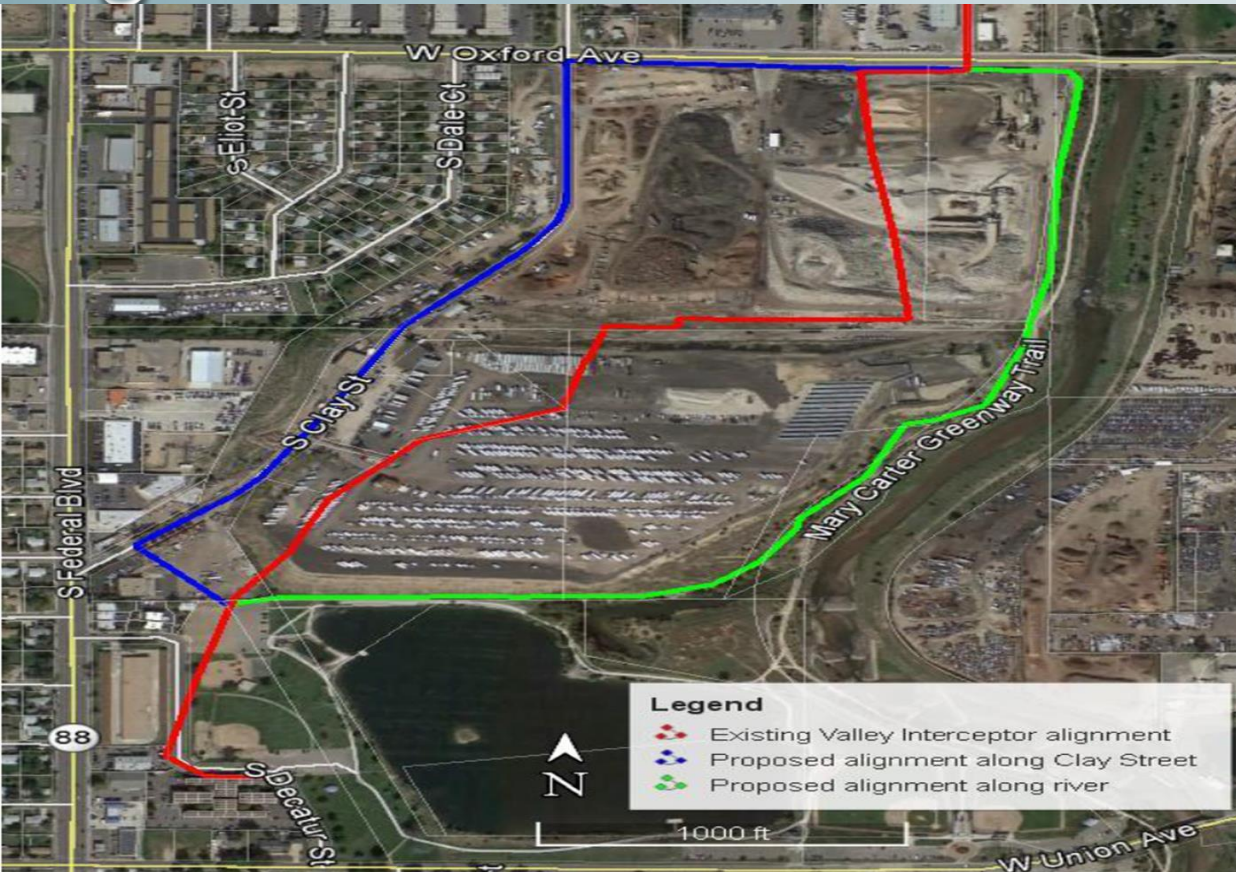 W Oxford Ave
S Eliot St
S Dale Ct
S Clay St
S Federal Blvd
Mary Carter Greenway Trail
88
S Decatur St
Legend
Existing Valley Interceptor alignment
Proposed alignment along Clay Street
Proposed alignment along river
N
1000 ft
W Union Ave